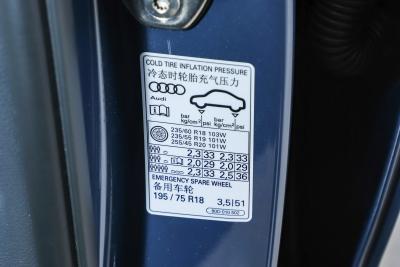 COLD TIRE INFLATION PRESSURE
冷态时轮胎充气压力
Audi
bar kg/cm² psi bar kg/cm² psi
235/60 R18 103W
235/55 R19 101W
255/45 R20 101W
2,3 33 2,3 33
2,0 29 2,0 29
2,3 33 2,5 36
EMERGENCY SPARE WHEEL
备用车轮
195 / 75 R18 3,5 51